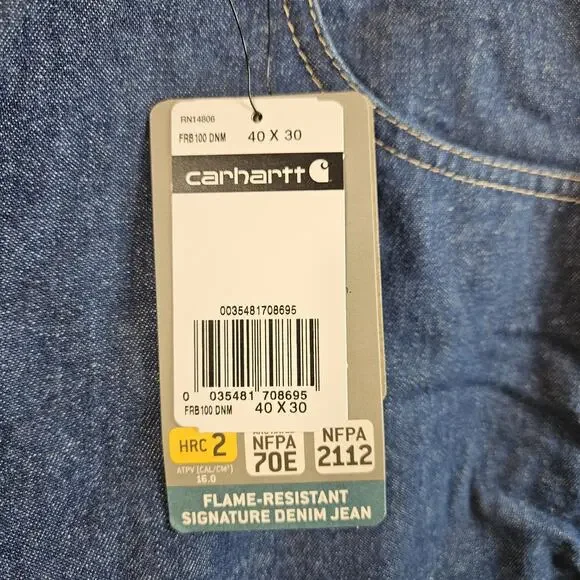 RN14806
FRB100 DNM 40 X 30
carhartt
0035481708695
0 035481 708695
FRB100 DNM 40 X 30
HRC 2
ATPV (CAL/CM²)
16.0
NFPA
70E
NFPA
2112
FLAME-RESISTANT
SIGNATURE DENIM JEAN